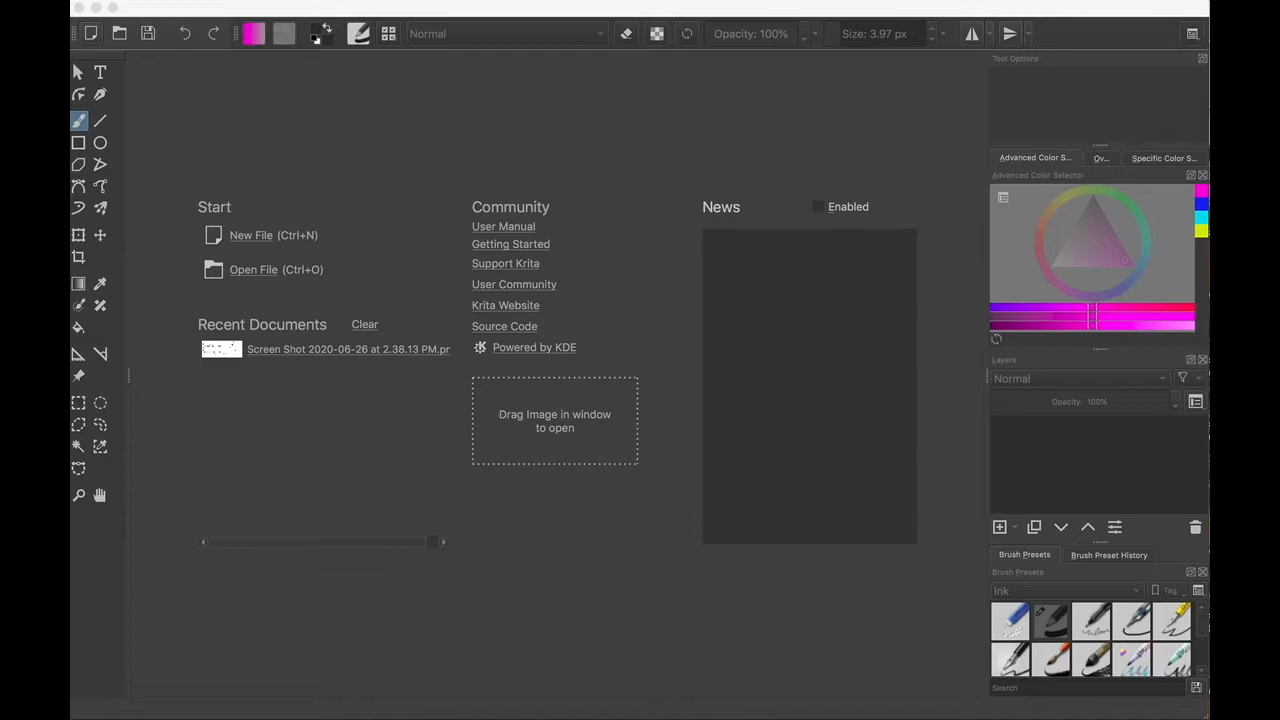 Normal
Opacity: 100%
Size: 3.97 px
Tool Options
Advanced Color S...
Ov...
Specific Color S...
Advanced Color Selector
Start
New File (Ctrl+N)
Open File (Ctrl+O)
Recent Documents
Clear
Screen Shot 2020-06-26 at 2.38.13 PM.pr
Community
User Manual
Getting Started
Support Krita
User Community
Krita Website
Source Code
Powered by KDE
Drag Image in window
to open
News
Enabled
Layers
Normal
Opacity: 100%
Brush Presets
Brush Preset History
Brush Presets
Ink
Tag
Search